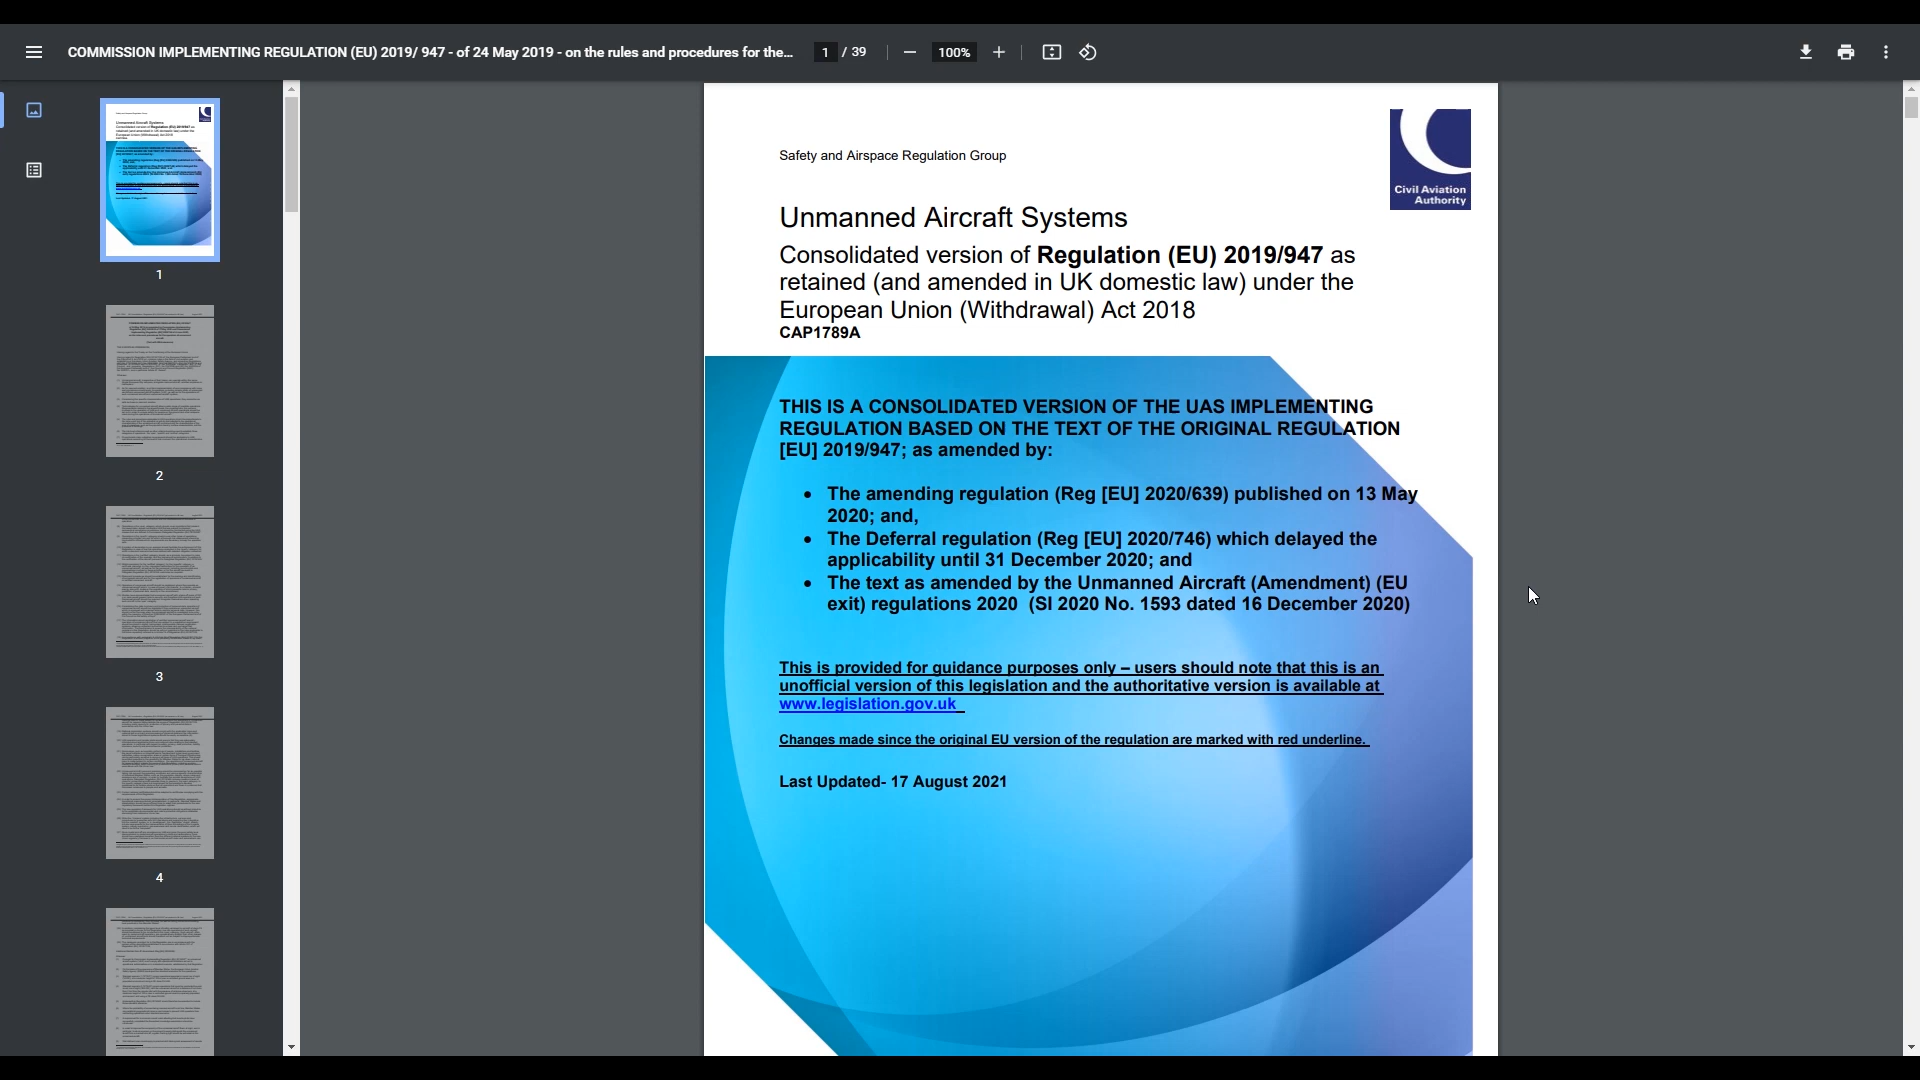 COMMISSION IMPLEMENTING REGULATION (EU) 2019/ 947 - of 24 May 2019 - on the rules and procedures for the...
1 / 39
100%
Safety and Airspace Regulation Group
Civil Aviation
Authority
Unmanned Aircraft Systems
Consolidated version of Regulation (EU) 2019/947 as
retained (and amended in UK domestic law) under the
European Union (Withdrawal) Act 2018
CAP1789A
THIS IS A CONSOLIDATED VERSION OF THE UAS IMPLEMENTING
REGULATION BASED ON THE TEXT OF THE ORIGINAL REGULATION
[EU] 2019/947; as amended by:
• The amending regulation (Reg [EU] 2020/639) published on 13 May
2020; and,
• The Deferral regulation (Reg [EU] 2020/746) which delayed the
applicability until 31 December 2020; and
• The text as amended by the Unmanned Aircraft (Amendment) (EU
exit) regulations 2020 (SI 2020 No. 1593 dated 16 December 2020)
This is provided for guidance purposes only – users should note that this is an
unofficial version of this legislation and the authoritative version is available at
www.legislation.gov.uk
Changes made since the original EU version of the regulation are marked with red underline.
Last Updated- 17 August 2021
1
2
3
4